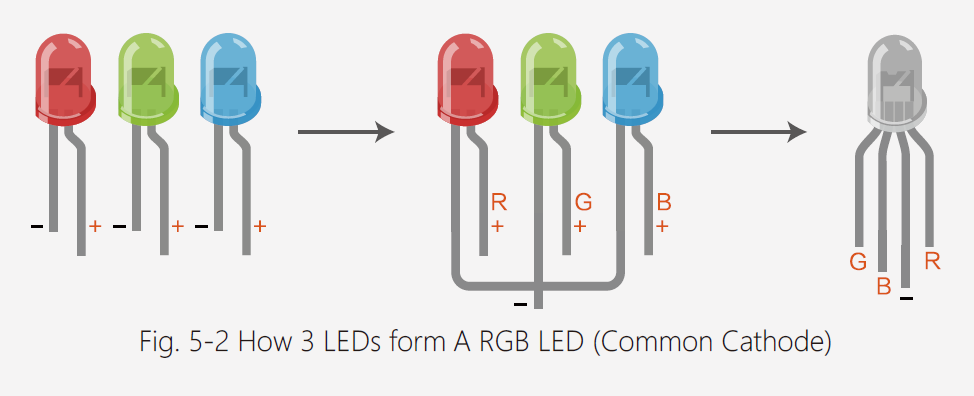 R G B
- + - + - + + + +
G B - R
-
Fig. 5-2 How 3 LEDs form A RGB LED (Common Cathode)